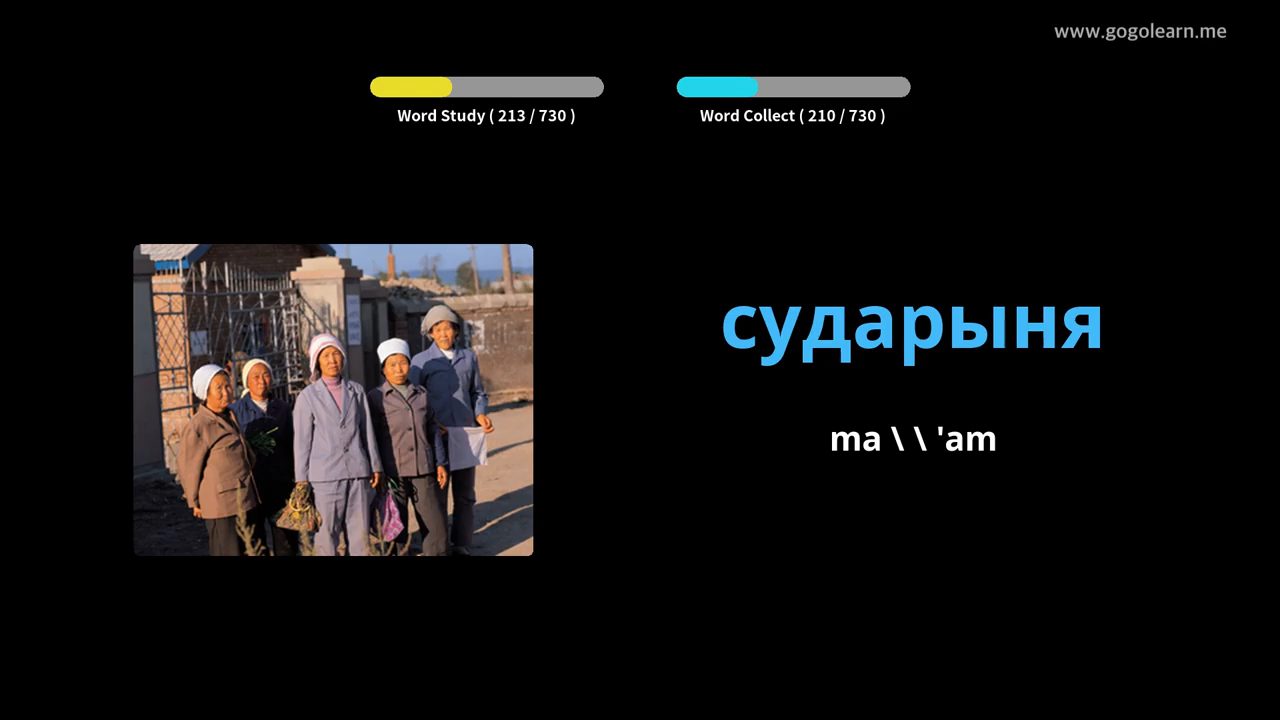 www.gogolearn.me
Word Study ( 213 / 730 )
Word Collect ( 210 / 730 )
сударыня
ma \ \ 'am